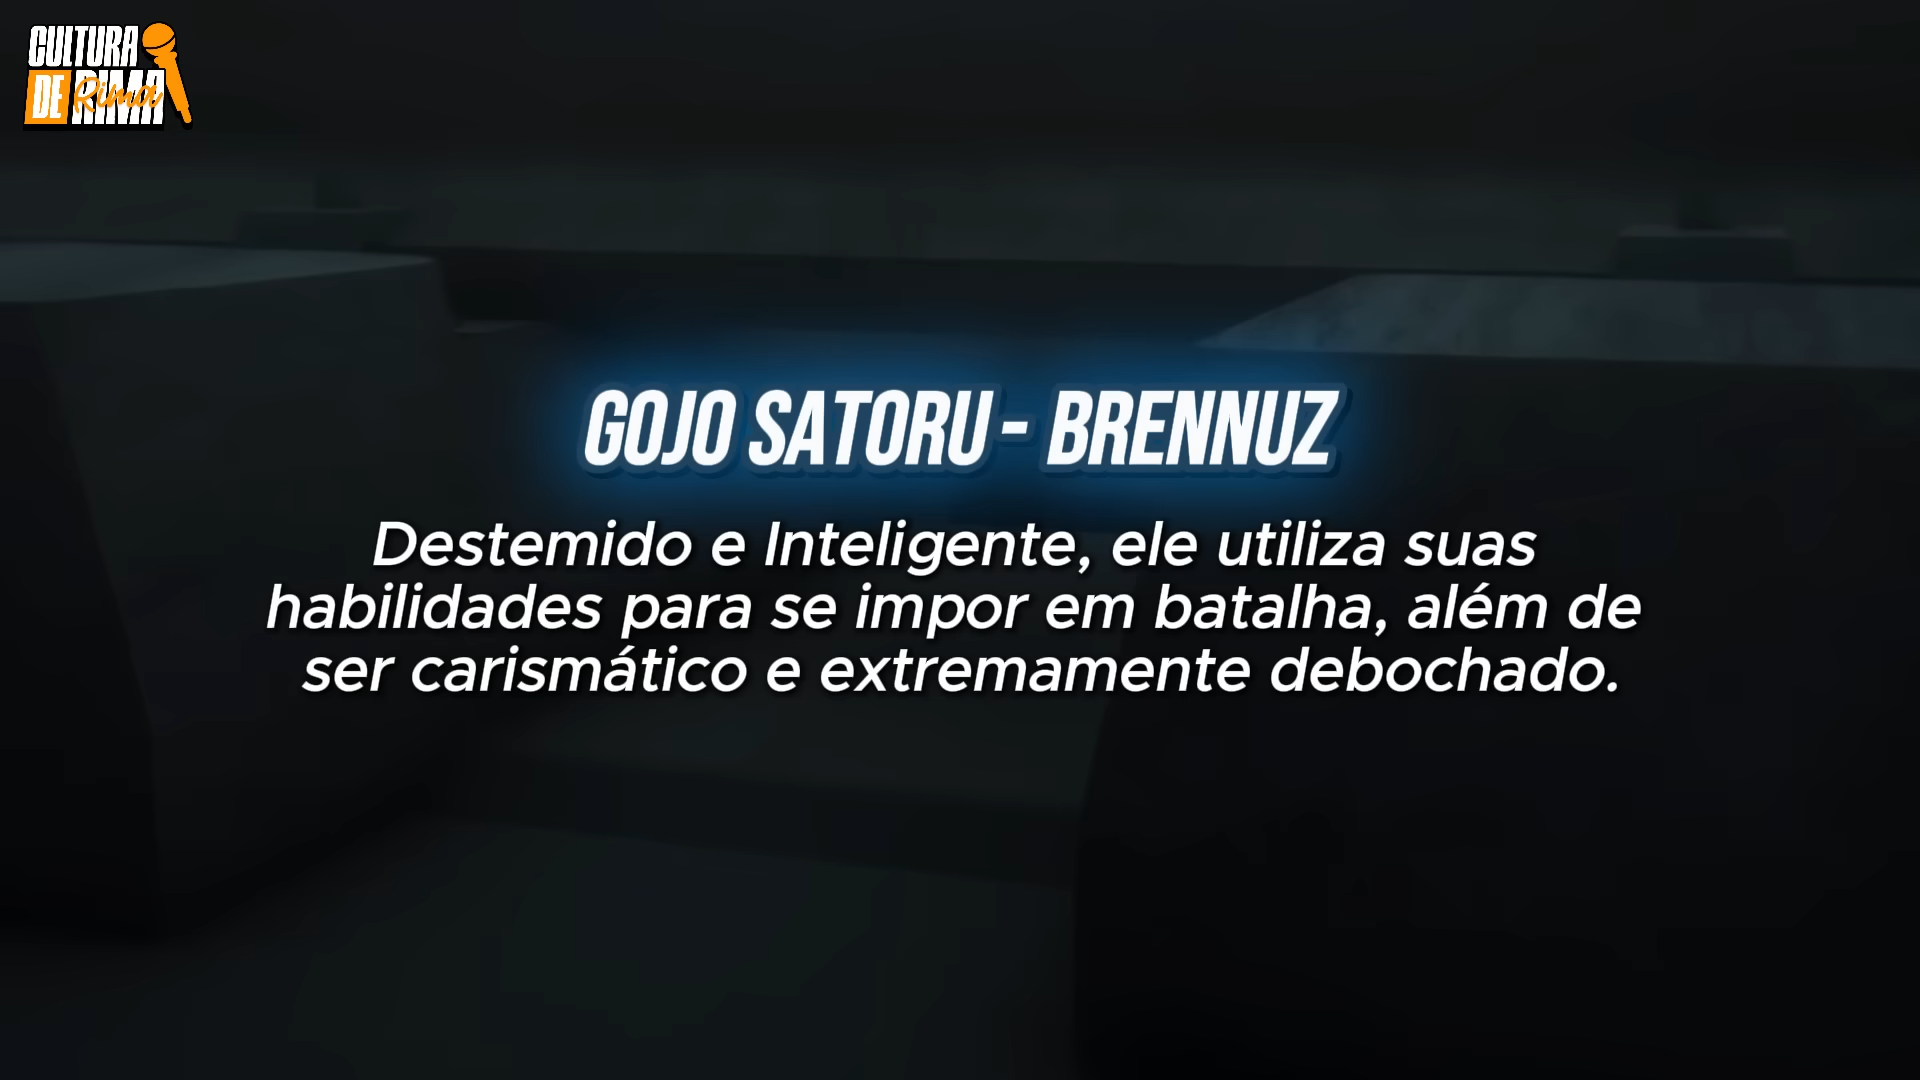 CULTURA
DE RIMA
Rima
GOJO SATORU - BRENNUZ
Destemido e Inteligente, ele utiliza suas
habilidades para se impor em batalha, além de
ser carismático e extremamente debochado.